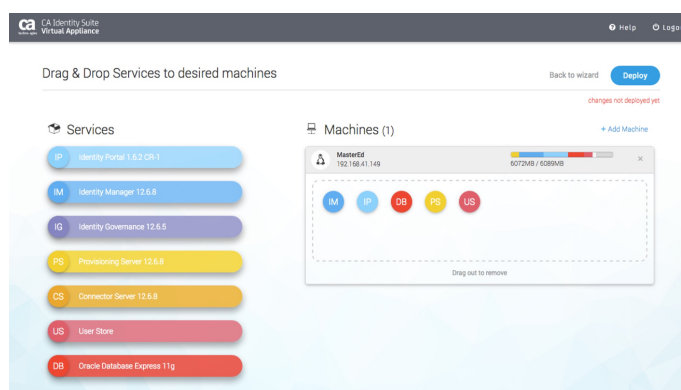 ca
CA Identity Suite
Virtual Appliance
Help
Logo
Drag & Drop Services to desired machines
Back to wizard
Deploy
changes not deployed yet
Services
IP Identity Portal 1.6.2 CR-1
IM Identity Manager 12.6.8
IG Identity Governance 12.6.5
PS Provisioning Server 12.6.8
CS Connector Server 12.6.8
US User Store
DB Oracle Database Express 11g
Machines (1)
+ Add Machine
MasterEd
192.168.41.149
6072MB / 6089MB
IM IP DB PS US
Drag out to remove